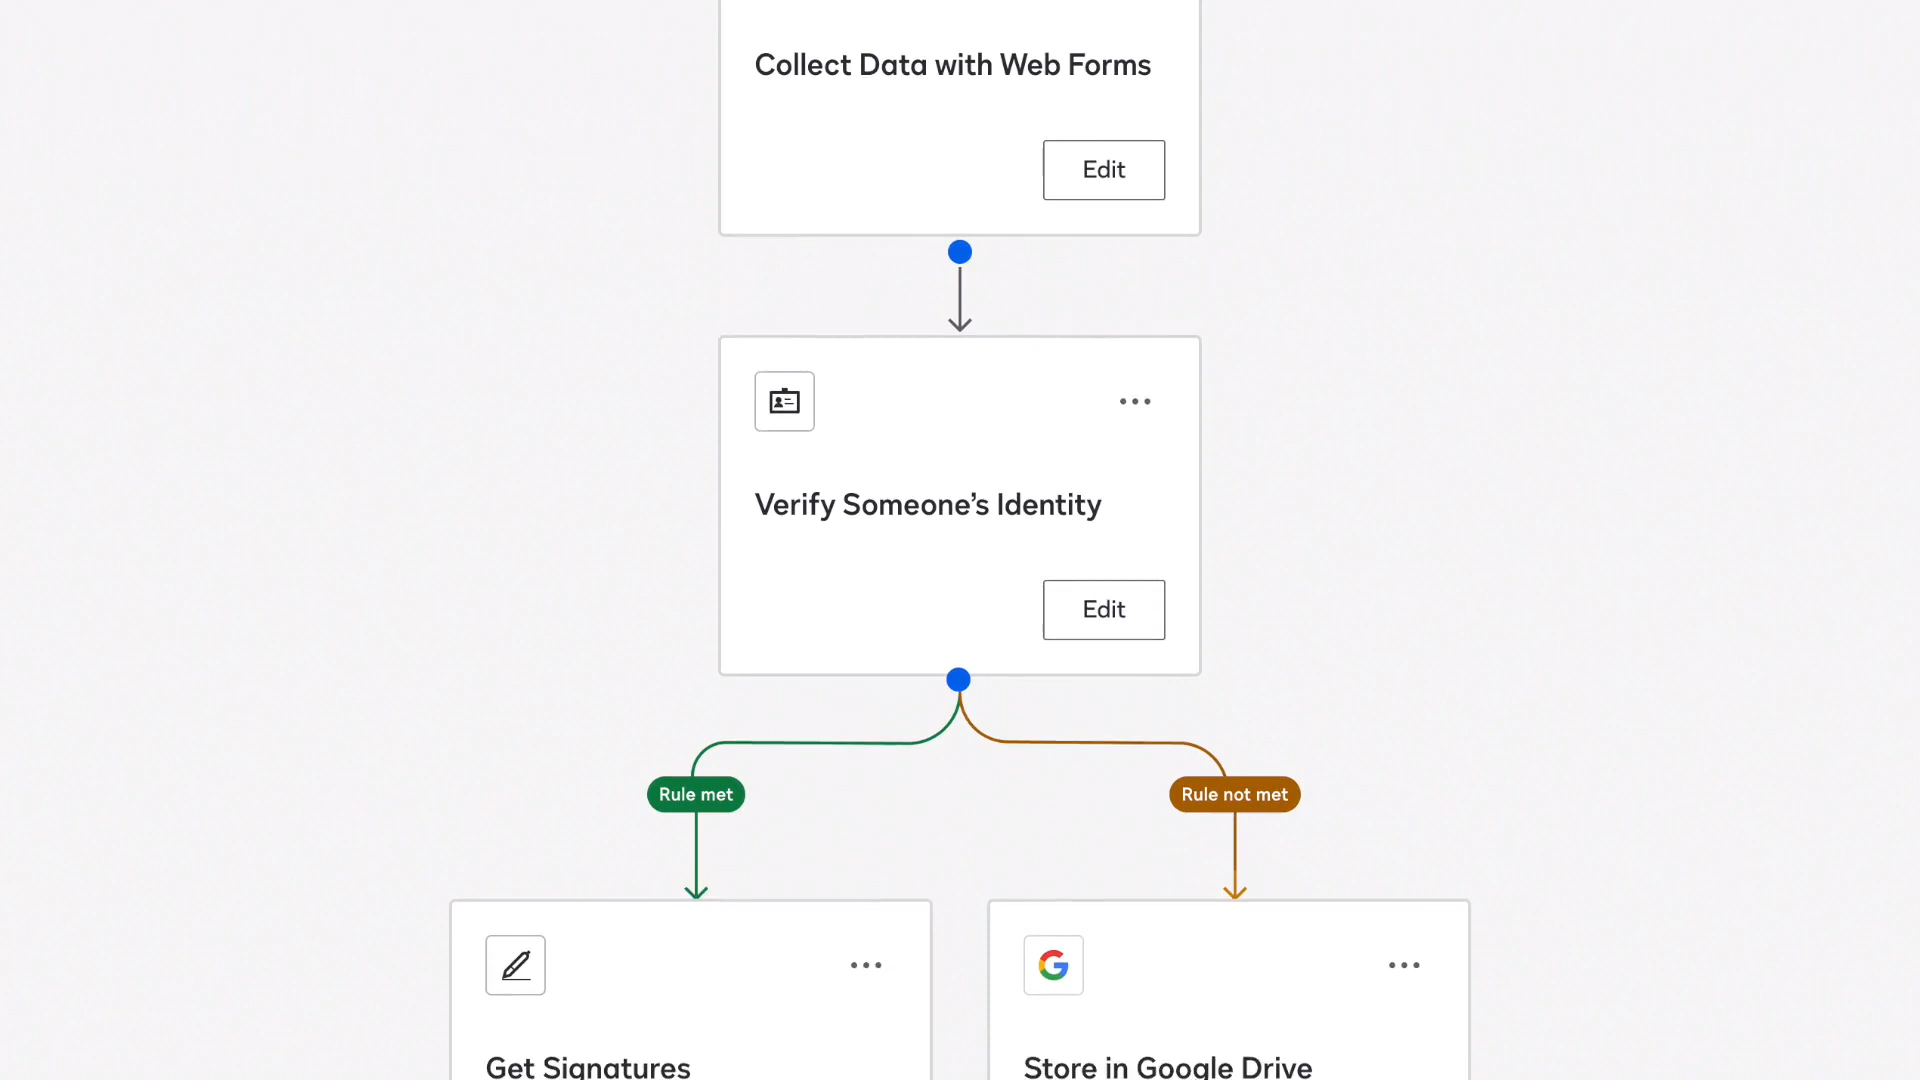 Collect Data with Web Forms
Edit
Verify Someone’s Identity
Edit
Rule met
Rule not met
Get Signatures
Store in Google Drive